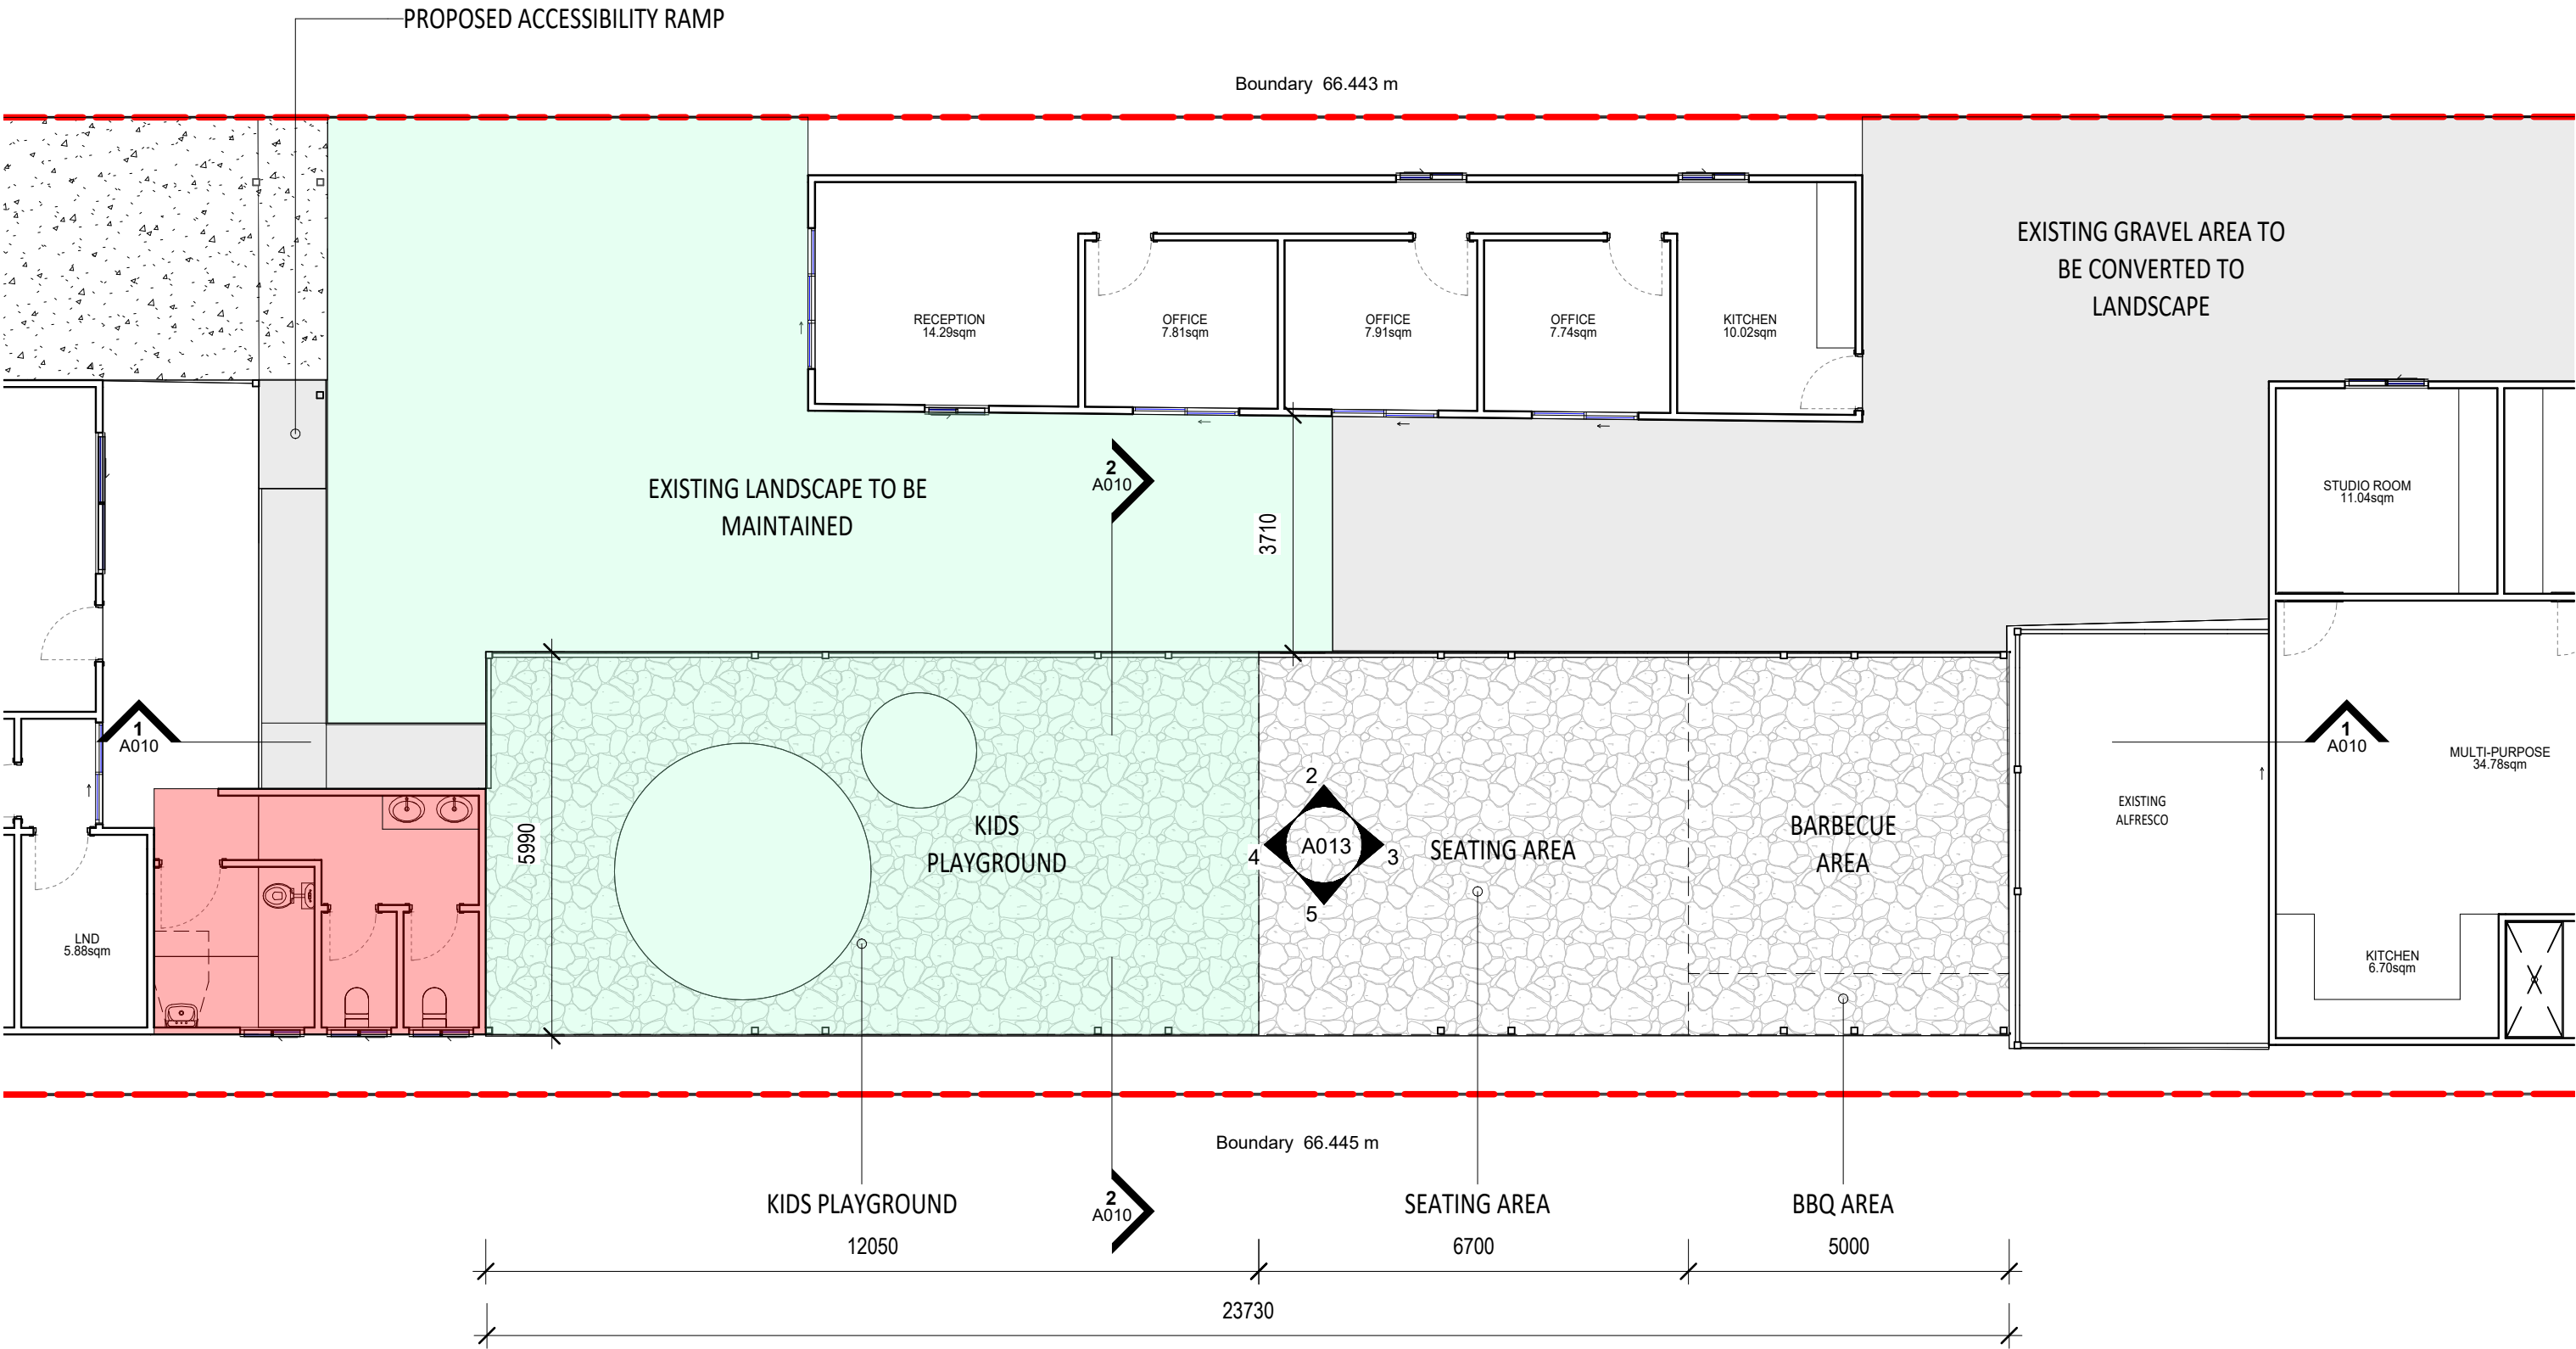 PROPOSED ACCESSIBILITY RAMP
Boundary 66.443 m
EXISTING GRAVEL AREA TO
BE CONVERTED TO
LANDSCAPE
RECEPTION
14.29sqm
OFFICE
7.81sqm
OFFICE
7.91sqm
OFFICE
7.74sqm
KITCHEN
10.02sqm
EXISTING LANDSCAPE TO BE
MAINTAINED
2
A010
3710
STUDIO ROOM
11.04sqm
1
A010
1
A010
MULTI-PURPOSE
34.78sqm
EXISTING
ALFRESCO
5990
KIDS
PLAYGROUND
2
4
A013
3
5
SEATING AREA
BARBECUE
AREA
LND
5.88sqm
KITCHEN
6.70sqm
Boundary 66.445 m
KIDS PLAYGROUND
2
A010
SEATING AREA
BBQ AREA
12050
6700
5000
23730